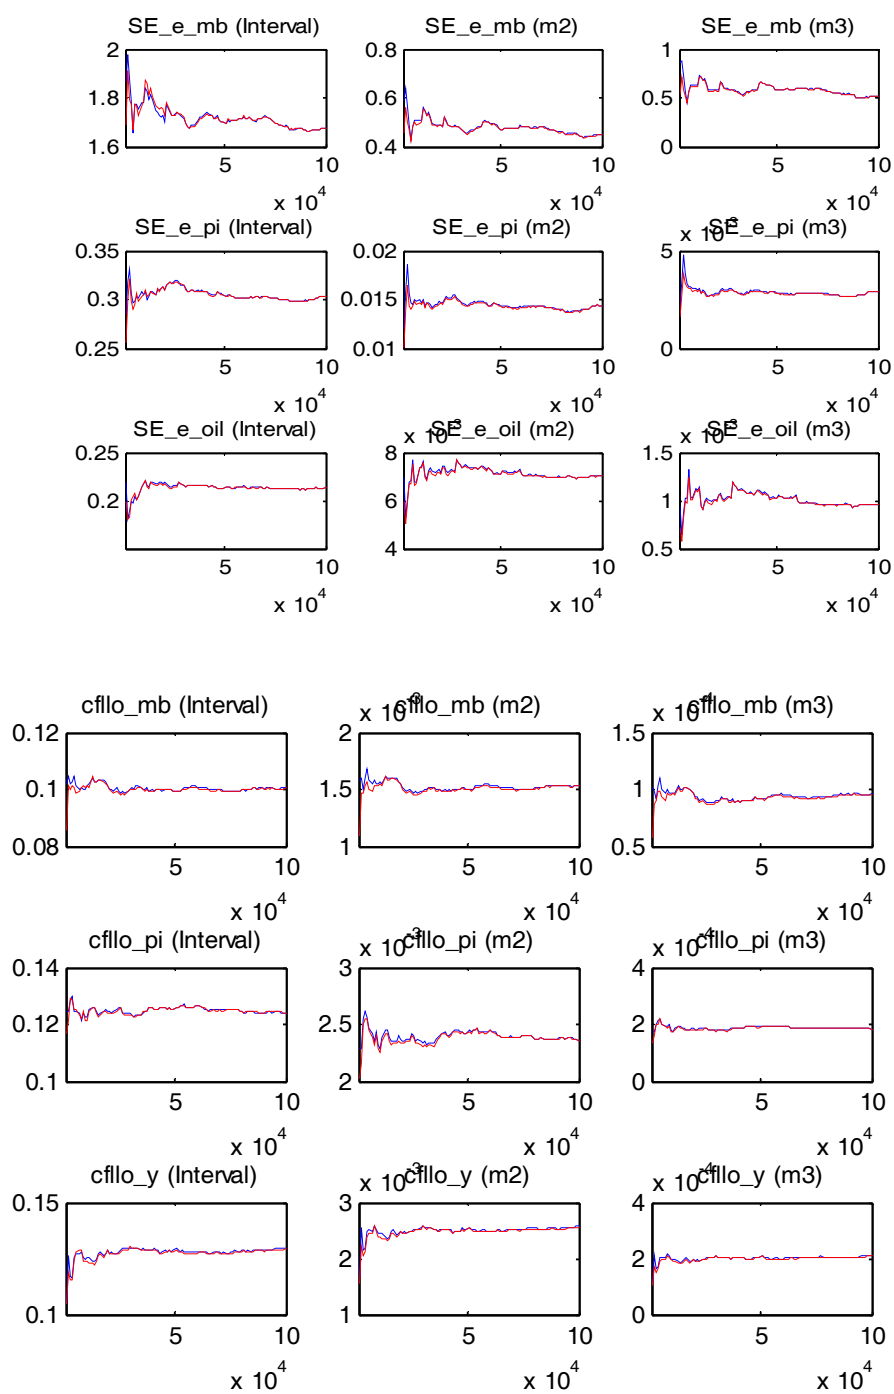 SE_e_mb (Interval) SE_e_mb (m2) SE_e_mb (m3)
2 0.8 1
1.8 0.6 0.5
1.6 0.4 0
5 10 5 10 5 10
x 10^4 x 10^4 x 10^4
SE_e_pi (Interval) SE_e_pi (m2) x 10^-3 SE_e_pi (m3)
0.35 0.02 5
0.3 0.015
0.25 0.01 0
5 10 5 10 5 10
x 10^4 x 10^4 x 10^4
SE_e_oil (Interval) x 10^-3 SE_e_oil (m2) x 10^-3 SE_e_oil (m3)
0.25 8 1.5
0.2 6 1
4 0.5
5 10 5 10 5 10
x 10^4 x 10^4 x 10^4
cfllo_mb (Interval) x 10^-3 cfllo_mb (m2) x 10^-4 cfllo_mb (m3)
0.12 2 1.5
0.1 1.5 1
0.08 1 0.5
5 10 5 10 5 10
x 10^4 x 10^4 x 10^4
cfllo_pi (Interval) x 10^-3 cfllo_pi (m2) x 10^-4 cfllo_pi (m3)
0.14 3 4
0.12 2.5 2
0.1 2 0
5 10 5 10 5 10
x 10^4 x 10^4 x 10^4
cfllo_y (Interval) x 10^-3 cfllo_y (m2) x 10^-4 cfllo_y (m3)
0.15 3 4
2 2
0.1 1 0
5 10 5 10 5 10
x 10^4 x 10^4 x 10^4